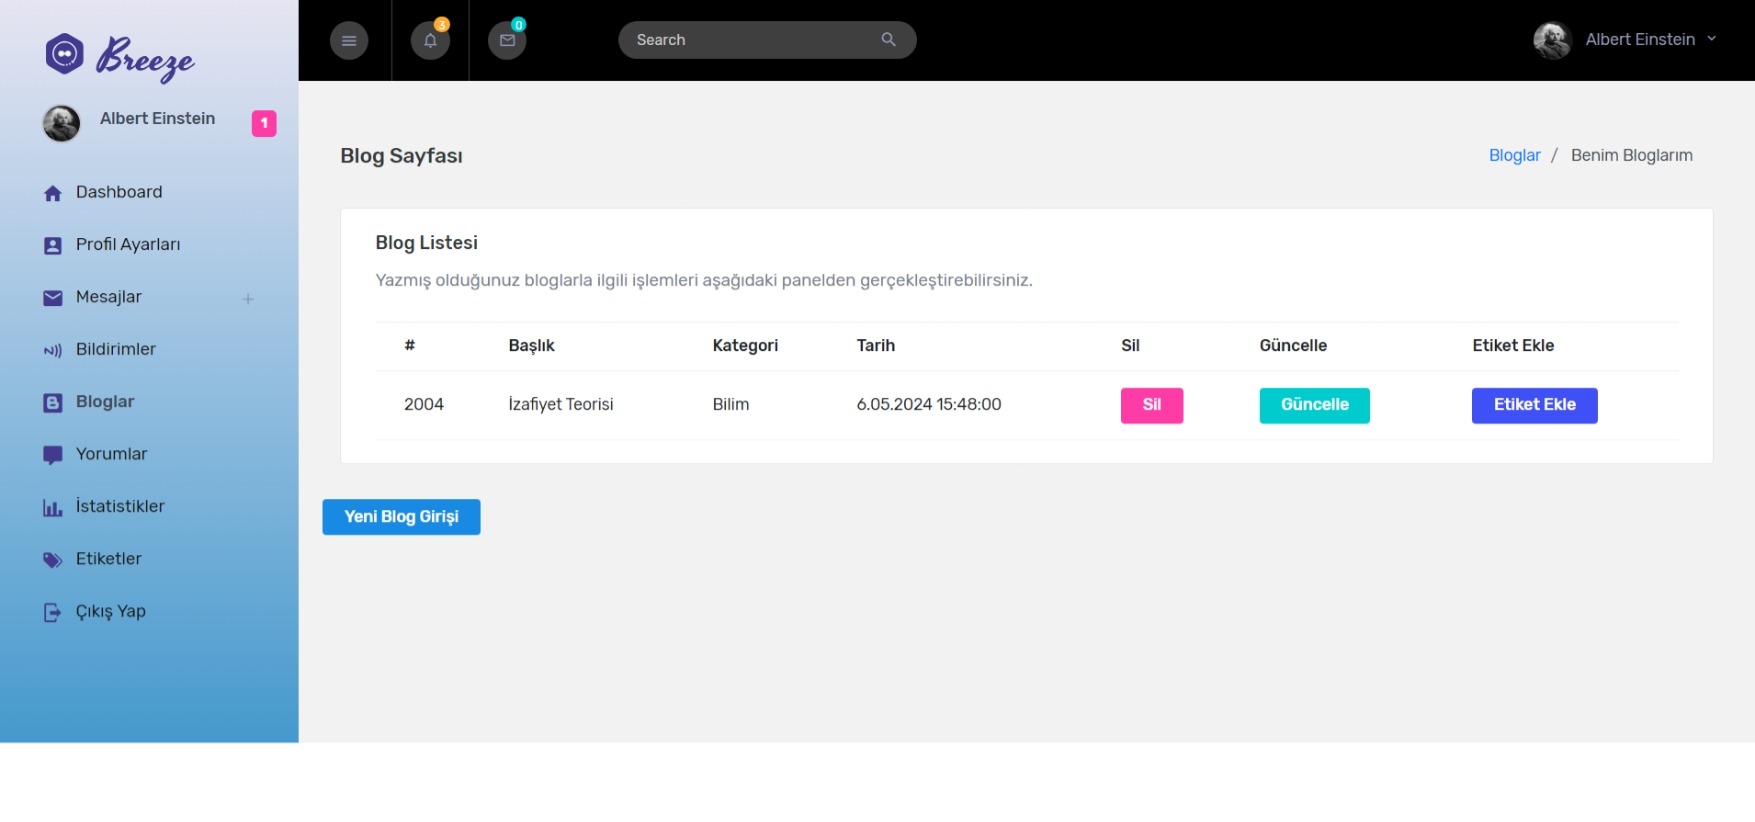 Breeze
Albert Einstein
1
Dashboard
Profil Ayarları
Mesajlar
Bildirimler
Bloglar
Yorumlar
İstatistikler
Etiketler
Çıkış Yap
3
0
Search
Albert Einstein
Blog Sayfası
Bloglar / Benim Bloglarım
Blog Listesi
Yazmış olduğunuz bloglarla ilgili işlemleri aşağıdaki panelden gerçekleştirebilirsiniz.
# Başlık Kategori Tarih Sil Güncelle Etiket Ekle
2004 İzafiyet Teorisi Bilim 6.05.2024 15:48:00 Sil Güncelle Etiket Ekle
Yeni Blog Girişi